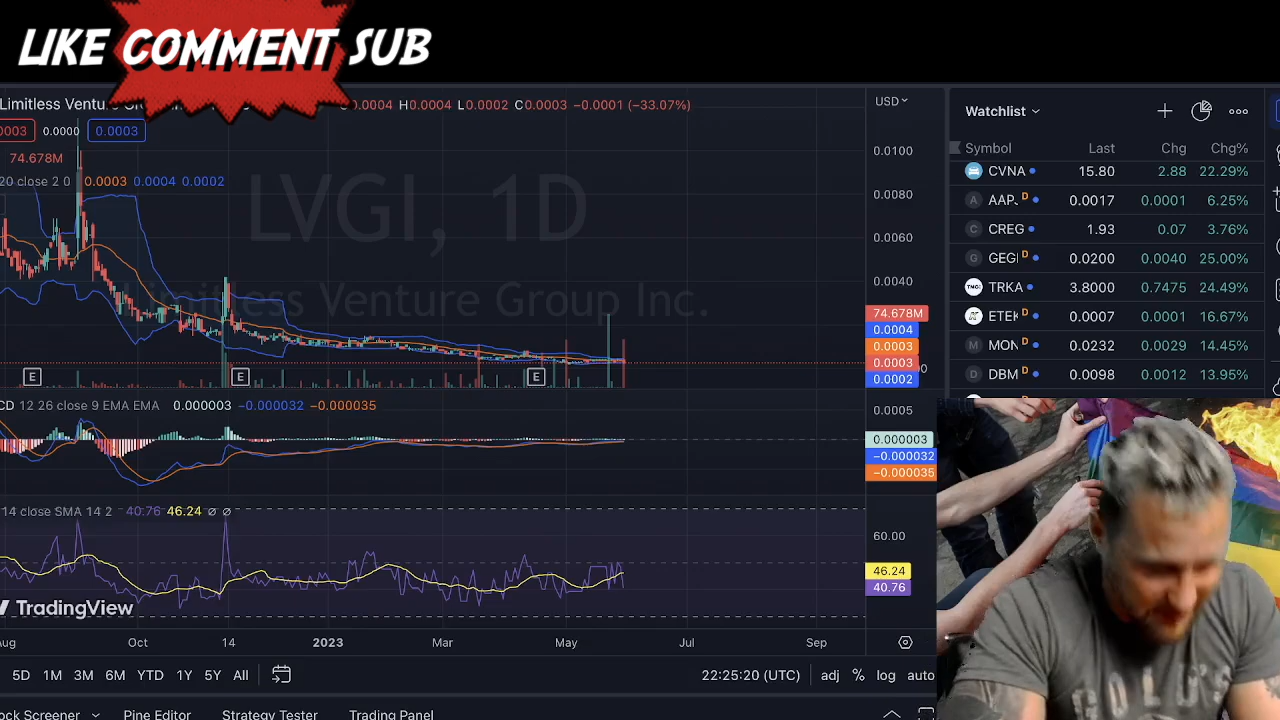 LIKE COMMENT SUB
Limitless Venture Gr
0.0004 H0.0004 L0.0002 C0.0003 −0.0001 (−33.07%)
USD
Watchlist
0003 0.0000 0.0003
Symbol Last Chg Chg%
74.678M
20 close 2 0 0.0003 0.0004 0.0002
LVGI, 1D
Limitless Venture Group Inc.
0.0100
0.0080
0.0060
0.0040
74.678M
0.0004
0.0003
0.0003
0.0002
CVNA 15.80 2.88 22.29%
A AAPJ D 0.0017 0.0001 6.25%
C CREG 1.93 0.07 3.76%
G GEGI D 0.0200 0.0040 25.00%
TMGI TRKA 3.8000 0.7475 24.49%
ETEK D 0.0007 0.0001 16.67%
M MON D 0.0232 0.0029 14.45%
D DBM D 0.0098 0.0012 13.95%
E E E
CD 12 26 close 9 EMA EMA 0.000003 −0.000032 −0.000035
0.0005
0.000003
−0.000032
−0.000035
14 close SMA 14 2 40.76 46.24 ∅ ∅
60.00
46.24
40.76
TradingView
Aug Oct 14 2023 Mar May Jul Sep
5D 1M 3M 6M YTD 1Y 5Y All
22:25:20 (UTC) adj % log auto
ock Screener Pine Editor Strategy Tester Trading Panel
GOLD'S